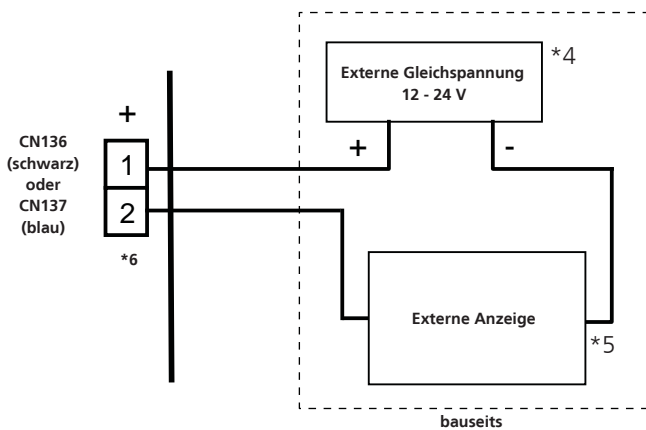 Externe Gleichspannung
12 - 24 V
*4
+
-
+
CN136
(schwarz)
oder
CN137
(blau)
1
2
*6
Externe Anzeige
*5
bauseits